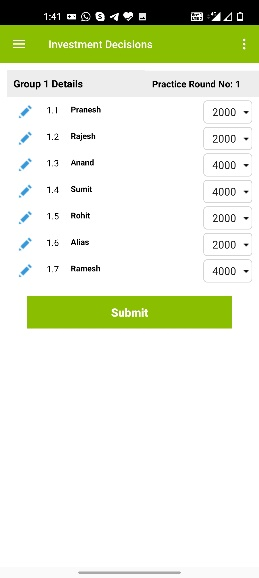 1:41
Investment Decisions
Group 1 Details Practice Round No: 1
1.1 Pranesh 2000
1.2 Rajesh 2000
1.3 Anand 4000
1.4 Sumit 4000
1.5 Rohit 2000
1.6 Alias 2000
1.7 Ramesh 4000
Submit